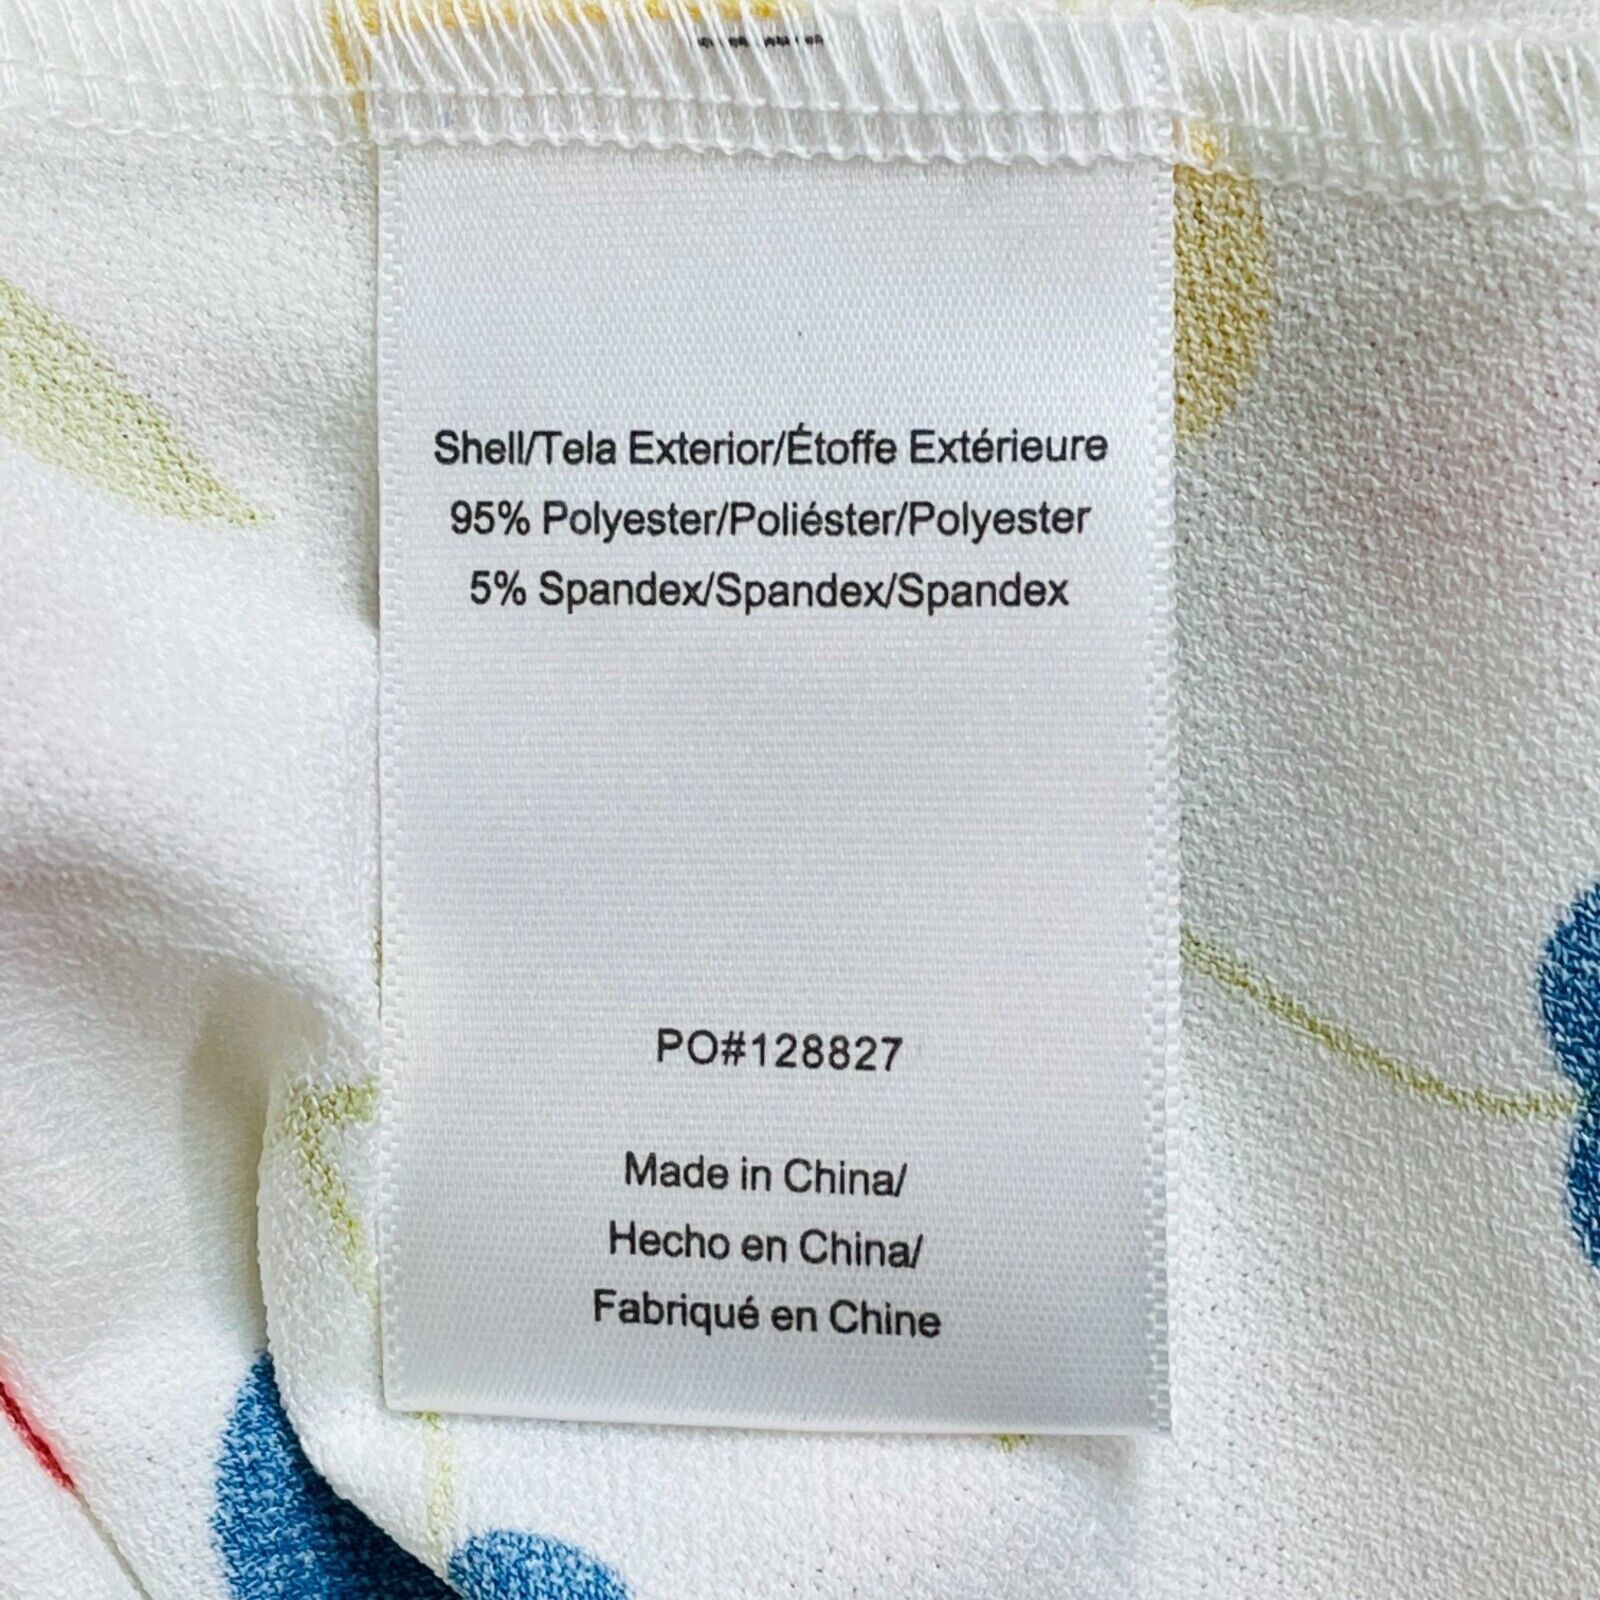 Shell/Tela Exterior/Étoffe Extérieure
95% Polyester/Poliéster/Polyester
5% Spandex/Spandex/Spandex
PO#128827
Made in China/
Hecho en China/
Fabriqué en Chine